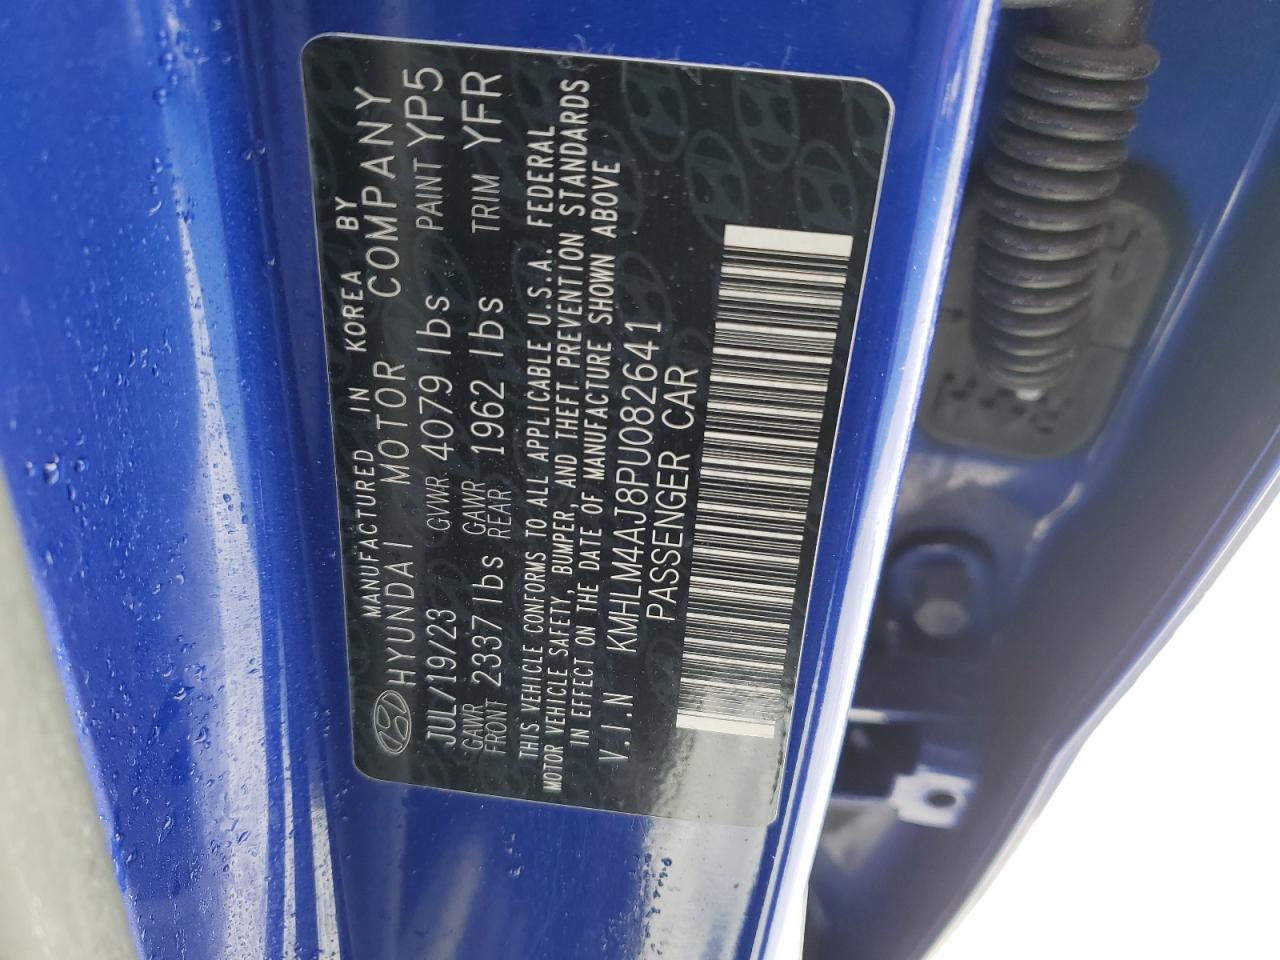 MANUFACTURED IN KOREA BY
HYUNDAI MOTOR COMPANY
JUL/19/23 GVWR 4079 lbs PAINT YP5
GAWR FRONT 2337 lbs GAWR REAR 1962 lbs TRIM YFR
THIS VEHICLE CONFORMS TO ALL APPLICABLE U.S.A. FEDERAL
MOTOR VEHICLE SAFETY, BUMPER, AND THEFT PREVENTION STANDARDS
IN EFFECT ON THE DATE OF MANUFACTURE SHOWN ABOVE
V.I.N KMHLM4AJ8PU082641
PASSENGER CAR